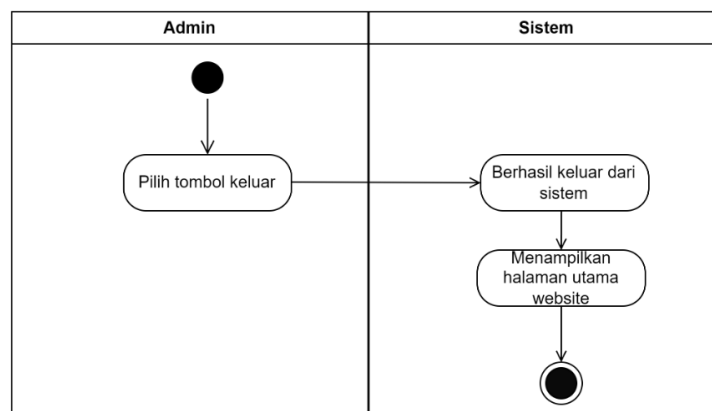 Admin
Sistem
Pilih tombol keluar
Berhasil keluar dari
sistem
Menampilkan
halaman utama
website